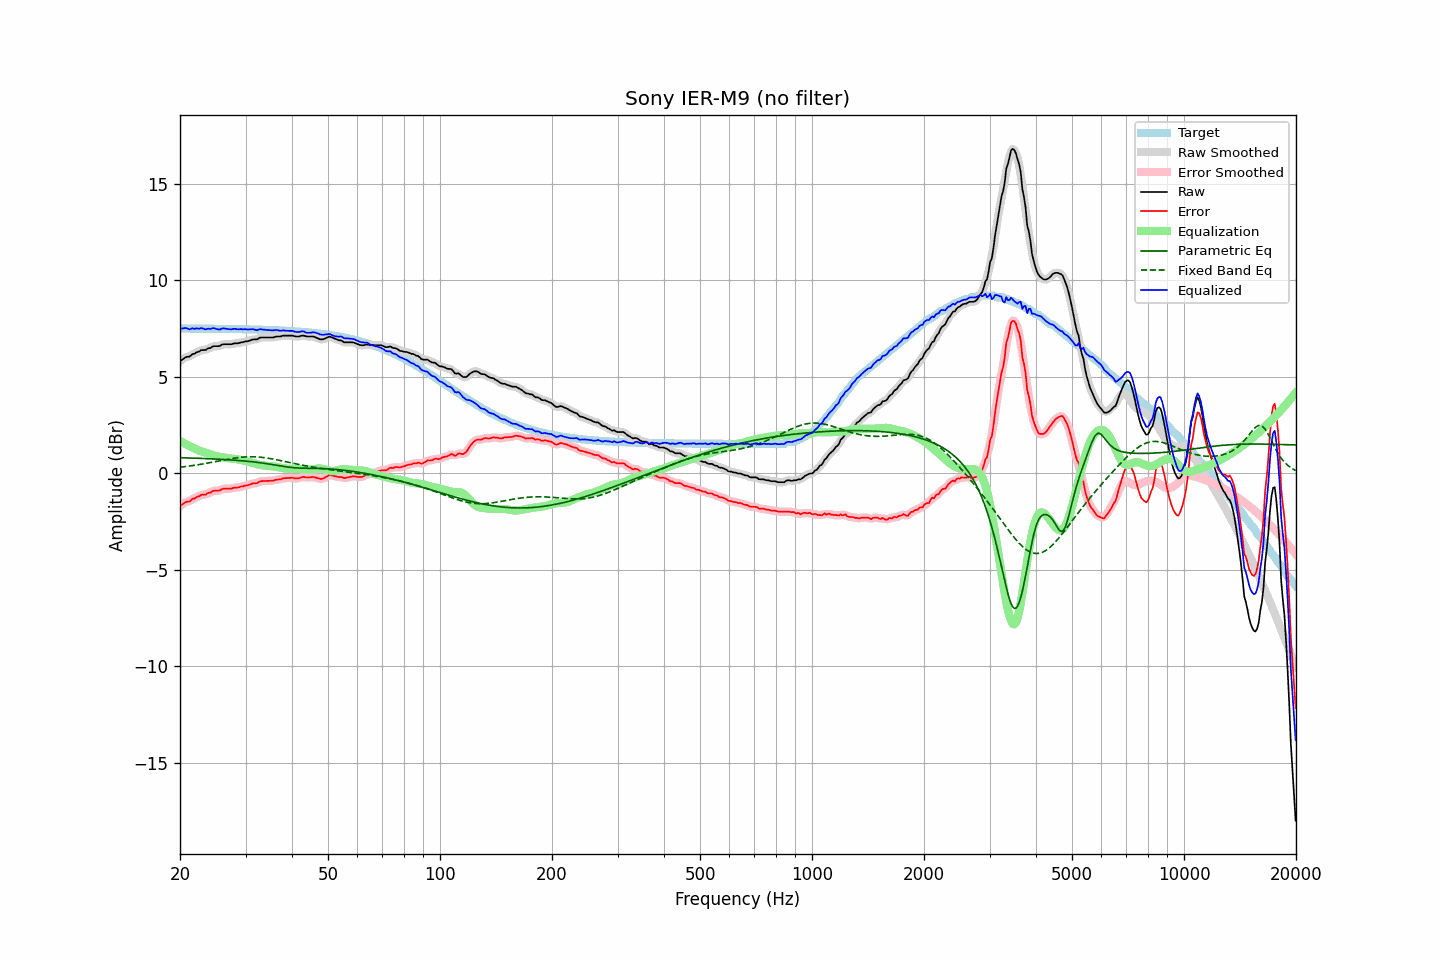 Sony IER-M9 (no filter)
Target
Raw Smoothed
Error Smoothed
Raw
Error
Equalization
Parametric Eq
Fixed Band Eq
Equalized
15
10
5
0
−5
−10
−15
Amplitude (dBr)
20
50
100
200
500
1000
2000
5000
10000
20000
Frequency (Hz)